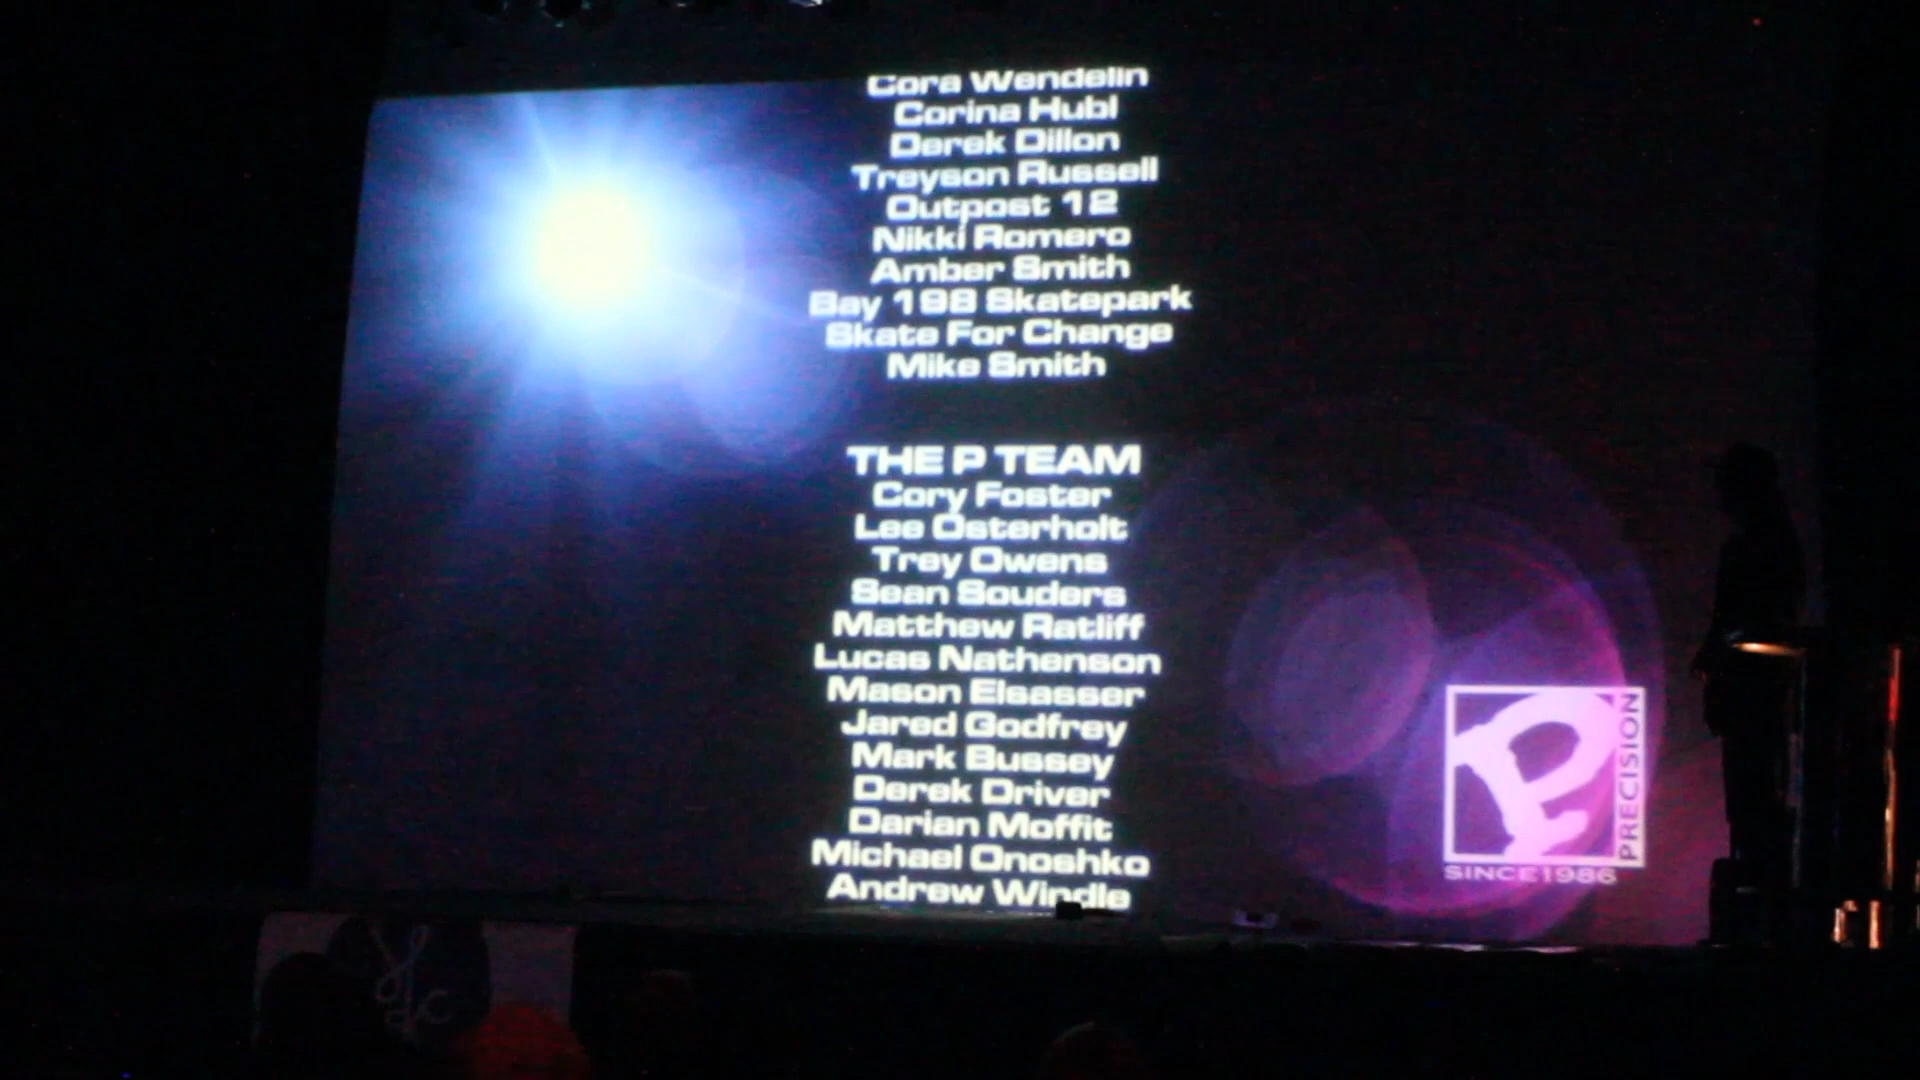 Cora Wendelin
Corina Hubl
Derek Dillon
Treyson Russell
Outpost 12
Nikki Romero
Amber Smith
Bay 198 Skatepark
Skate For Change
Mike Smith
THE P TEAM
Cory Foster
Lee Osterholt
Trey Owens
Sean Souders
Matthew Ratliff
Lucas Nathenson
Mason Elsasser
Jared Godfrey
Mark Bussey
Derek Driver
Darian Moffit
Michael Onoshko
Andrew Windle
P
PRECISION
SINCE 1986